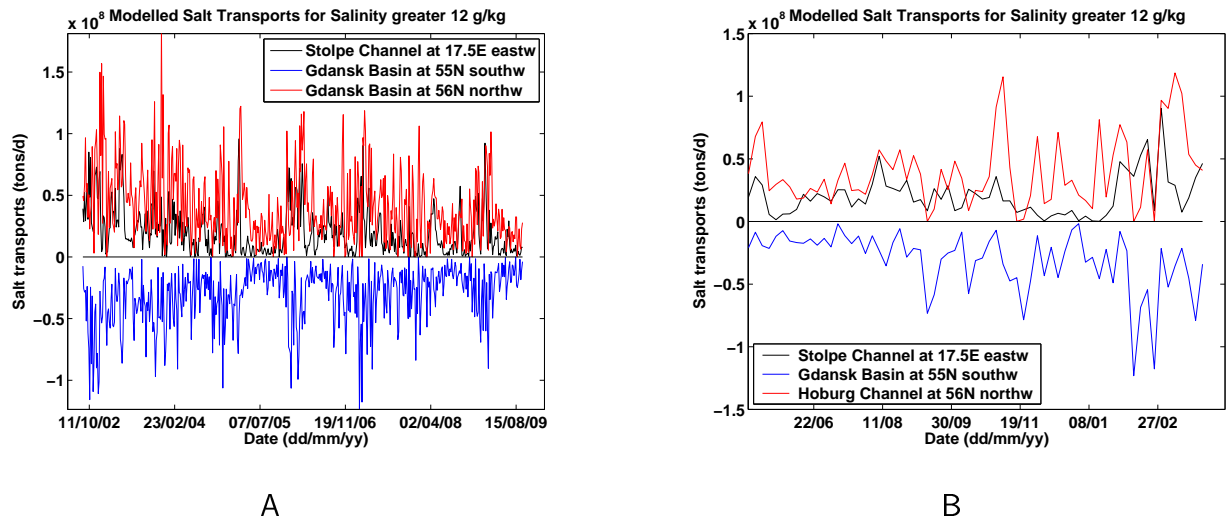 x 10⁸ Modelled Salt Transports for Salinity greater 12 g/kg
Stolpe Channel at 17.5E eastw
Gdansk Basin at 55N southw
Gdansk Basin at 56N northw
Salt transports (tons/d)
1.5
1
0.5
0
−0.5
−1
11/10/002
23/02/04
07/07/05
19/11/06
02/04/08
15/08/09
Date (dd/mm/yy)
A
x 10⁸ Modelled Salt Transports for Salinity greater 12 g/kg
1.5
1
0.5
0
−0.5
−1
−1.5
Salt transports (tons/d)
Stolpe Channel at 17.5E eastw
Gdansk Basin at 55N southw
Hoburg Channel at 56N northw
22/06
11/08
30/09
19/11
08/01
27/02
Date (dd/mm/yy)
B